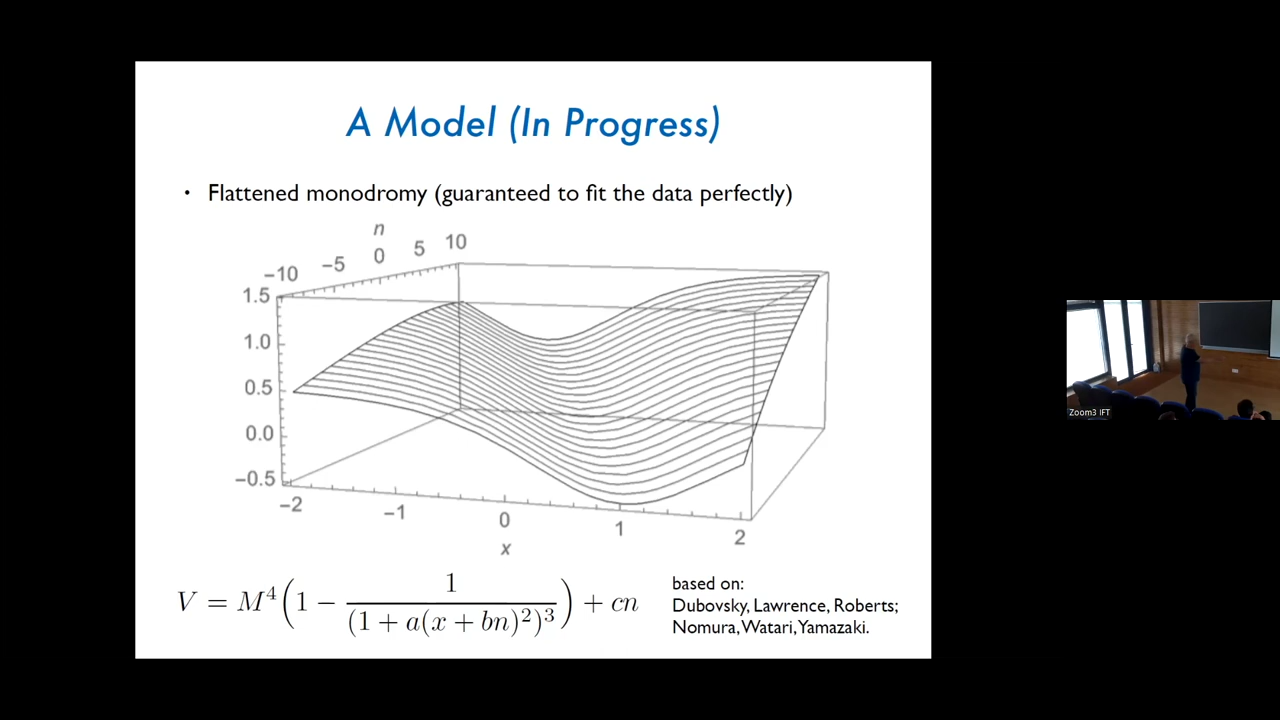 A Model (In Progress)
• Flattened monodromy (guaranteed to fit the data perfectly)
n
-10 -5 0 5 10
1.5
1.0
0.5
0.0
-0.5
-2 -1 0 1 2
x
V = M^4(1 - 1/(1 + a(x + bn)^2)^3) + cn
based on:
Dubovsky, Lawrence, Roberts;
Nomura, Watari, Yamazaki.
Zoom3 IFT